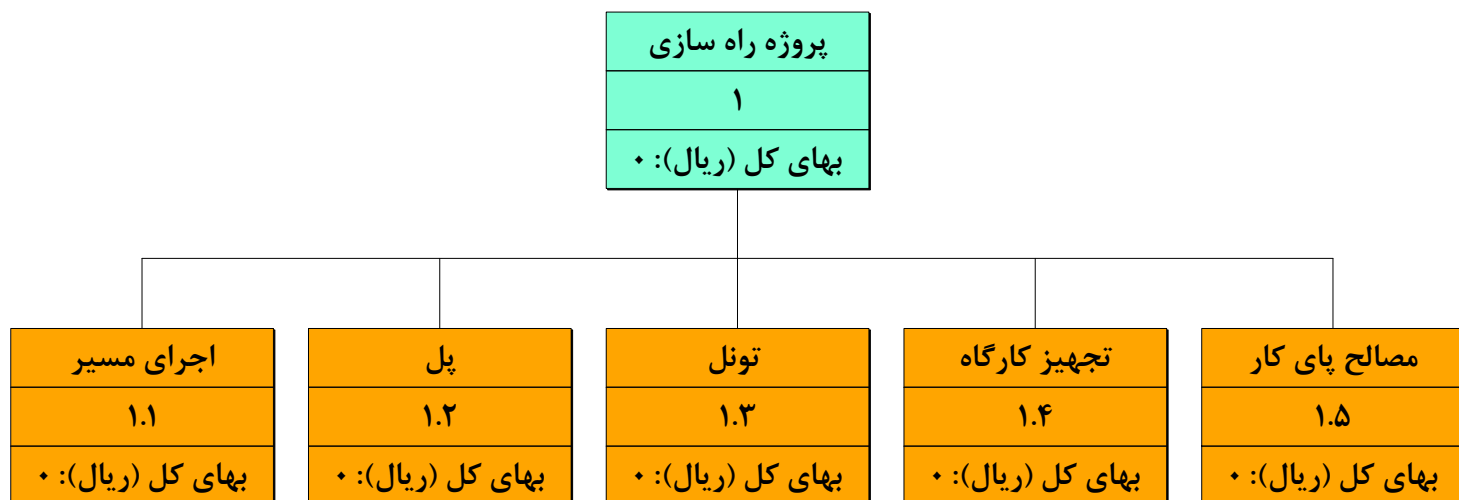 پروژه راه سازی
۱
بهای کل (ریال): ۰
اجرای مسیر
۱.۱
بهای کل (ریال): ۰
پل
۱.۲
بهای کل (ریال): ۰
تونل
۱.۳
بهای کل (ریال): ۰
تجهیز کارگاه
۱.۴
بهای کل (ریال): ۰
مصالح پای کار
۱.۵
بهای کل (ریال): ۰